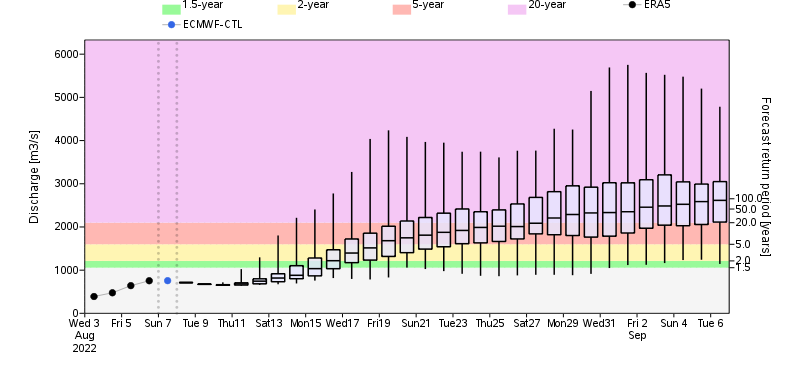 1.5-year 2-year 5-year 20-year ERA5
ECMWF-CTL
Discharge [m3/s]
6000
5000
4000
3000
2000
1000
0
Forecast return period [years]
100.0
50.0
20.0
5.0
2.0
1.5
Wed 3 Fri 5 Sun 7 Tue 9 Thu11 Sat13 Mon15 Wed17 Fri19 Sun21 Tue23 Thu25 Sat27 Mon29 Wed31 Fri 2 Sun 4 Tue 6
Aug Sep
2022